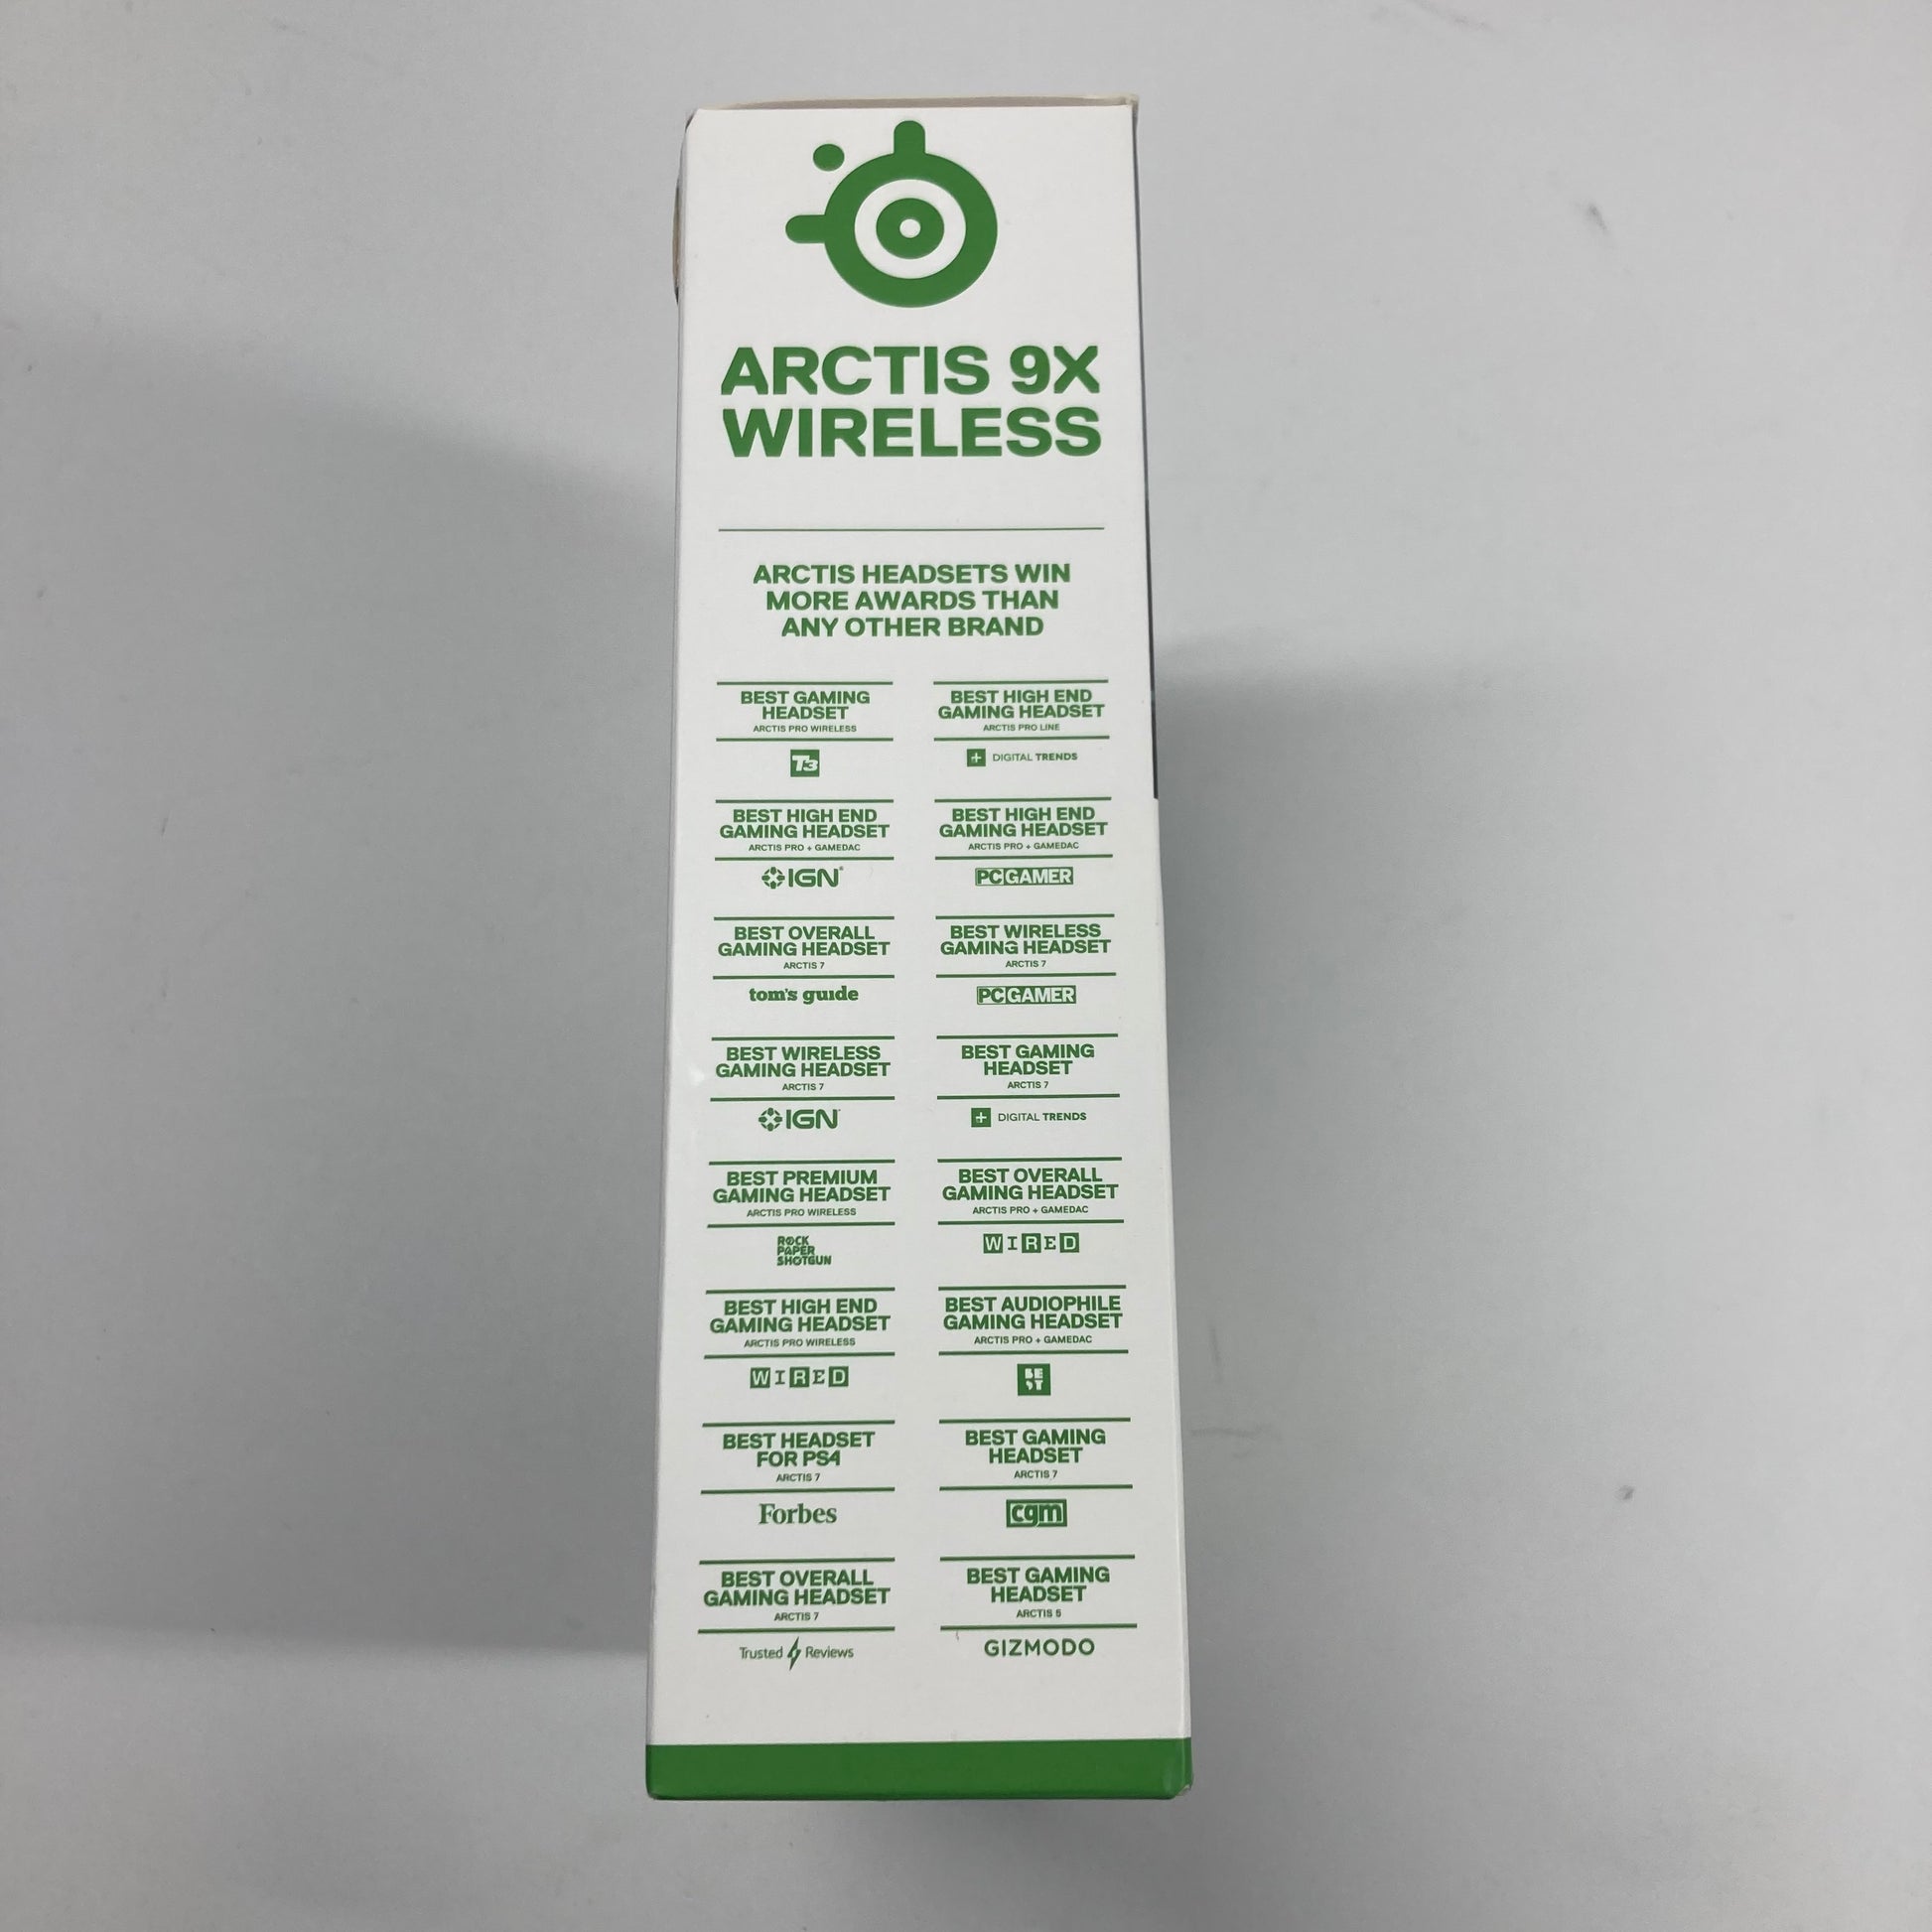 ARCTIS 9X
WIRELESS
ARCTIS HEADSETS WIN
MORE AWARDS THAN
ANY OTHER BRAND
BEST GAMING
HEADSET
ARCTIS PRO WIRELESS
T3
BEST HIGH END
GAMING HEADSET
ARCTIS PRO LINE
DIGITAL TRENDS
BEST HIGH END
GAMING HEADSET
ARCTIS PRO + GAMEDAC
IGN
BEST HIGH END
GAMING HEADSET
ARCTIS PRO + GAMEDAC
PC GAMER
BEST OVERALL
GAMING HEADSET
ARCTIS 7
tom's guide
BEST WIRELESS
GAMING HEADSET
ARCTIS 7
PC GAMER
BEST WIRELESS
GAMING HEADSET
ARCTIS 7
IGN
BEST GAMING
HEADSET
ARCTIS 7
DIGITAL TRENDS
BEST PREMIUM
GAMING HEADSET
ARCTIS PRO WIRELESS
ROCK
PAPER
SHOTGUN
BEST OVERALL
GAMING HEADSET
ARCTIS PRO + GAMEDAC
WIRED
BEST HIGH END
GAMING HEADSET
ARCTIS PRO WIRELESS
WIRED
BEST AUDIOPHILE
GAMING HEADSET
ARCTIS PRO + GAMEDAC
BE
ST
BEST HEADSET
FOR PS4
ARCTIS 7
Forbes
BEST GAMING
HEADSET
ARCTIS 7
cgm
BEST OVERALL
GAMING HEADSET
ARCTIS 7
Trusted Reviews
BEST GAMING
HEADSET
ARCTIS 5
GIZMODO